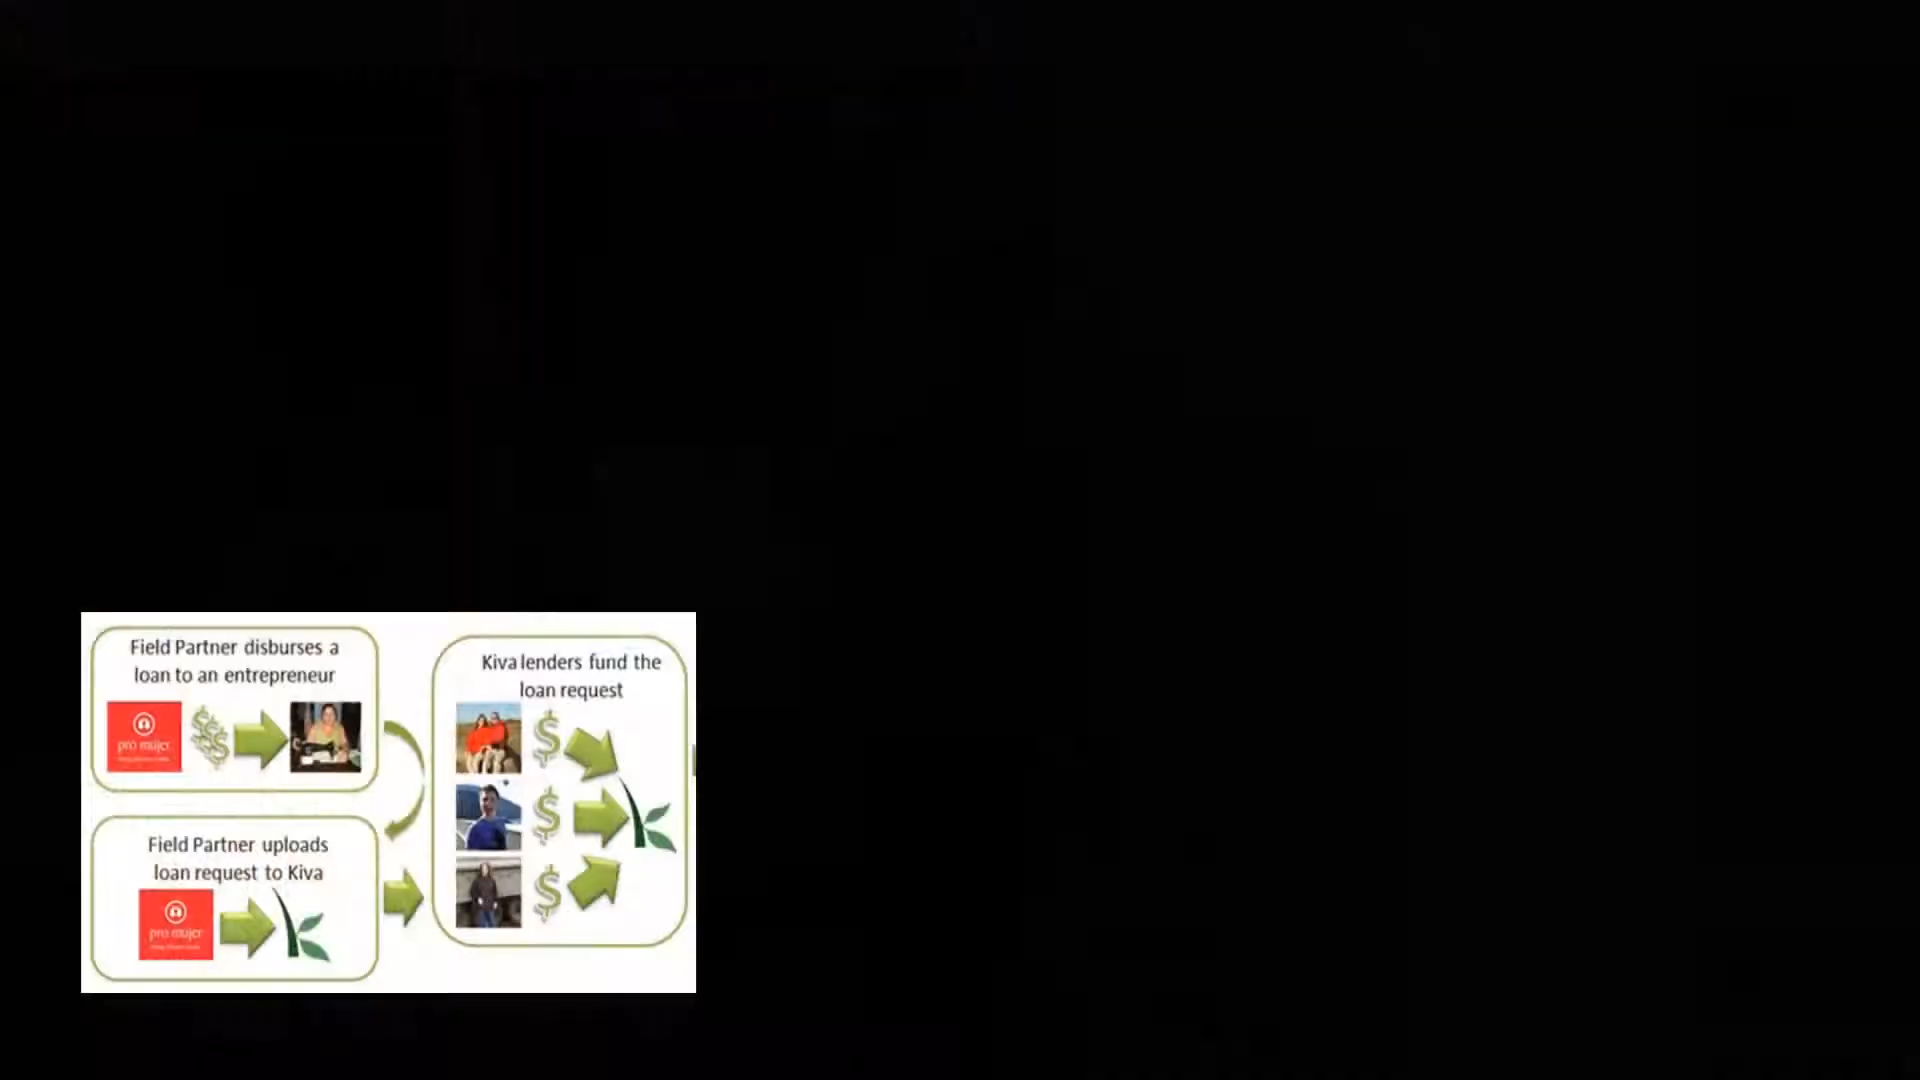 Field Partner disburses a
loan to an entrepreneur
pro mujer
Field Partner uploads
loan request to Kiva
pro mujer
Kiva lenders fund the
loan request